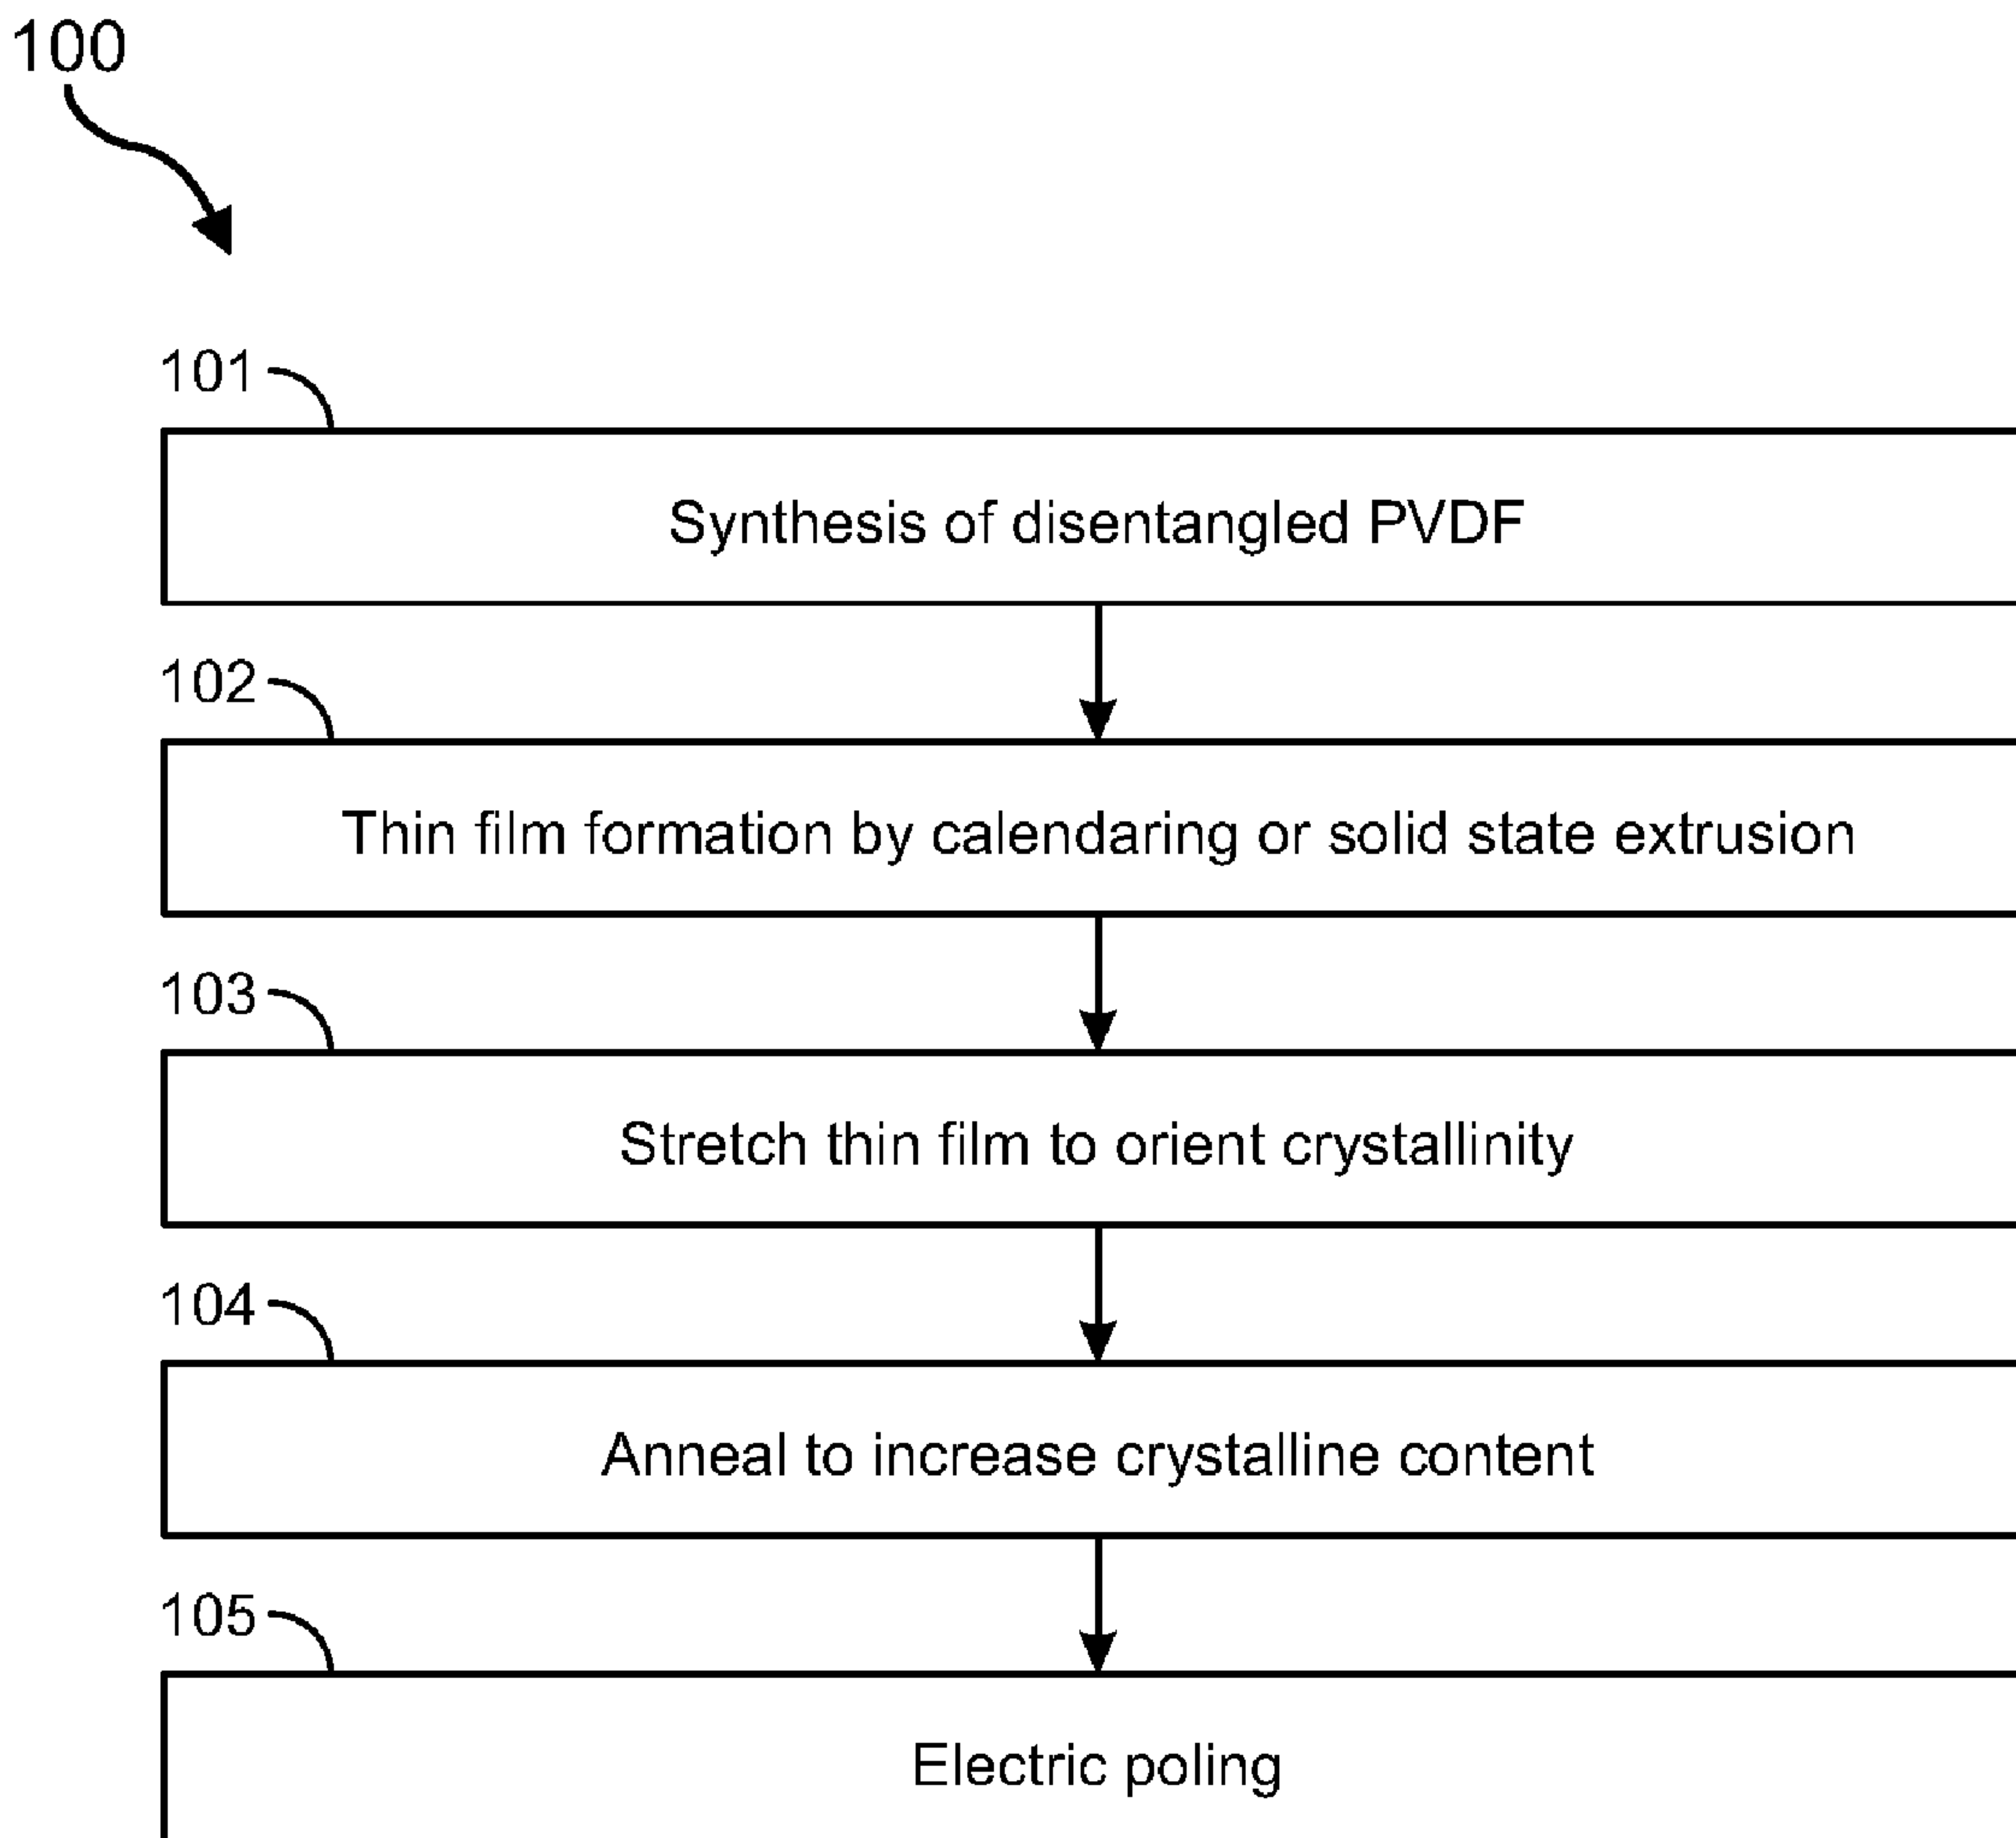 100
101
Synthesis of disentangled PVDF
102
Thin film formation by calendaring or solid state extrusion
103
Stretch thin film to orient crystallinity
104
Anneal to increase crystalline content
105
Electric poling